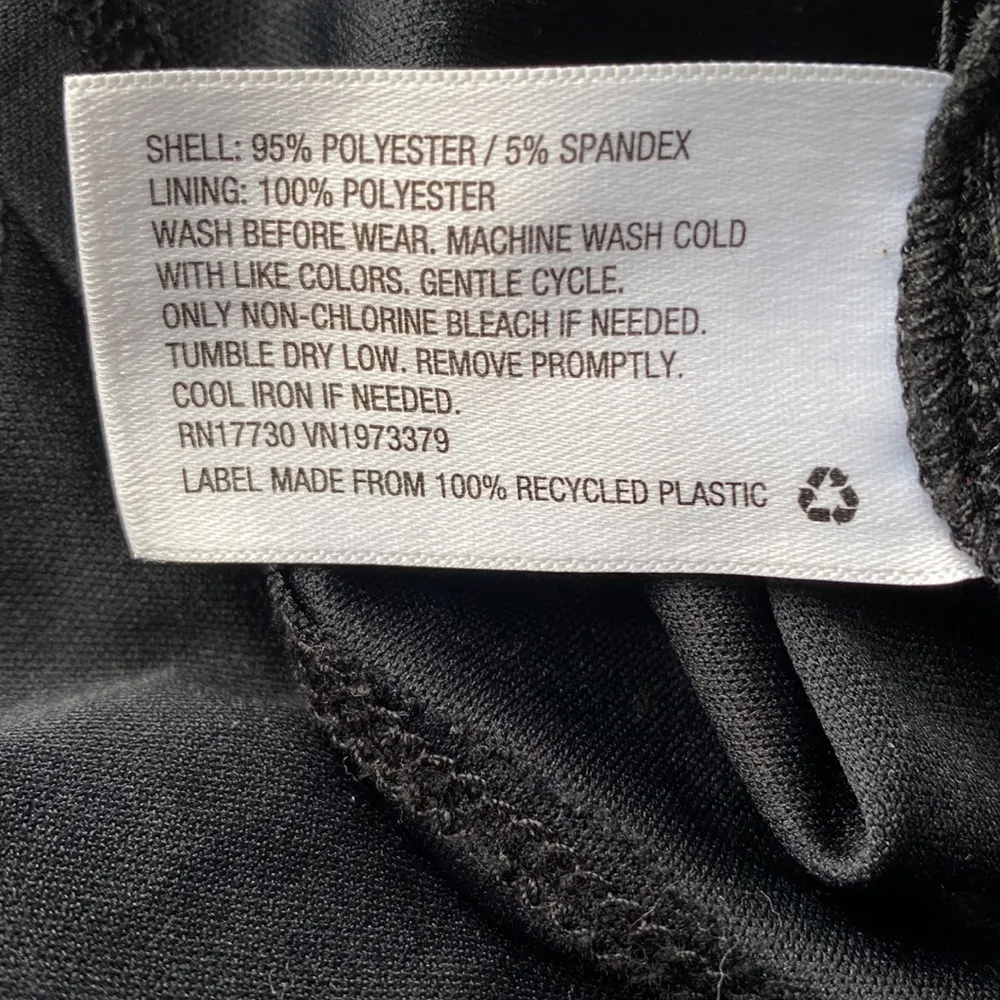 SHELL: 95% POLYESTER / 5% SPANDEX
LINING: 100% POLYESTER
WASH BEFORE WEAR. MACHINE WASH COLD
WITH LIKE COLORS. GENTLE CYCLE.
ONLY NON-CHLORINE BLEACH IF NEEDED.
TUMBLE DRY LOW. REMOVE PROMPTLY.
COOL IRON IF NEEDED.
RN17730 VN1973379
LABEL MADE FROM 100% RECYCLED PLASTIC